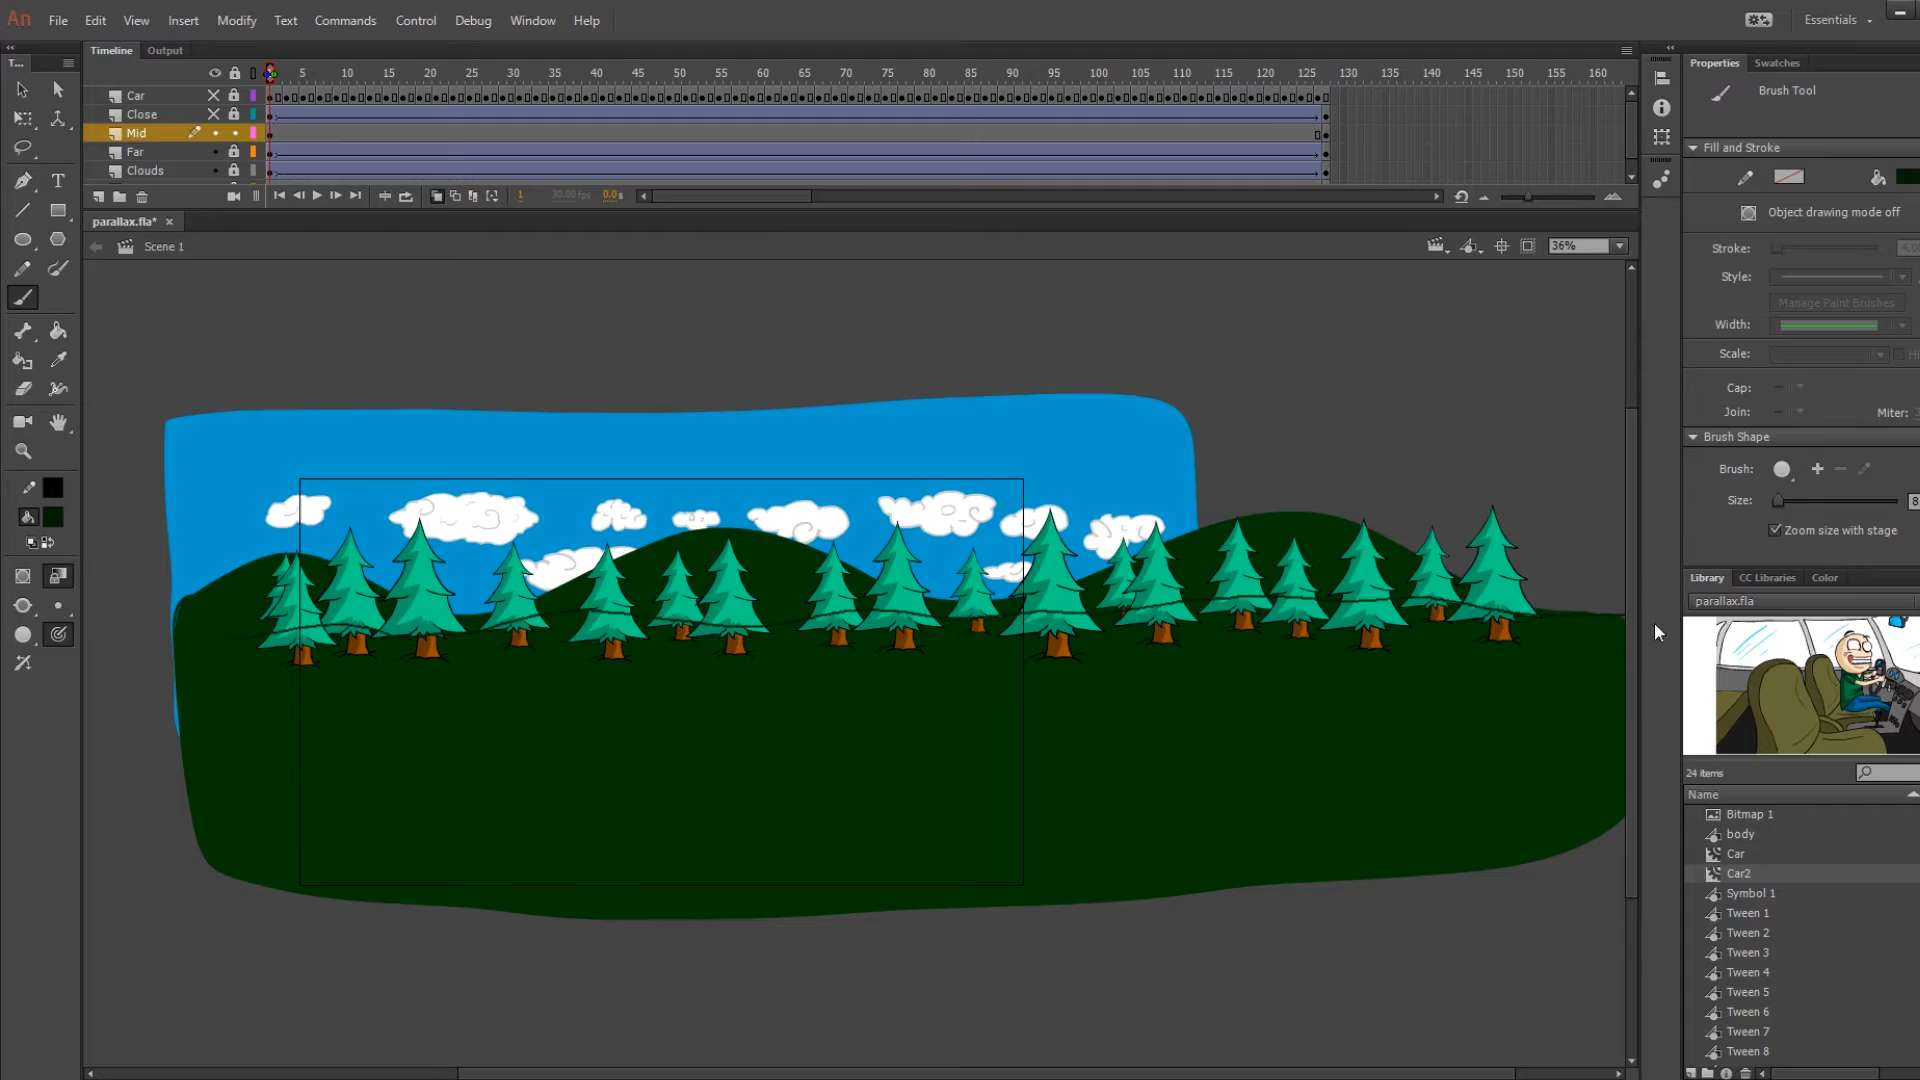 An File Edit View Insert Modify Text Commands Control Debug Window Help Essentials
Timeline Output
T...
5 10 15 20 25 30 35 40 45 50 55 60 65 70 75 80 85 90 95 100 105 110 115 120 125 130 135 140 145 150 155 160
Car
Close
Mid
Far
Clouds
1 30.00 fps 0.0 s
parallax.fla*
Scene 1
36%
Properties Swatches
Brush Tool
Fill and Stroke
Object drawing mode off
Stroke:
Style:
Manage Paint Brushes
Width:
Scale:
Cap:
Join: Miter:
Brush Shape
Brush:
Size: 8
Zoom size with stage
Library CC Libraries Color
parallax.fla
24 items
Name
Bitmap 1
body
Car
Car2
Symbol 1
Tween 1
Tween 2
Tween 3
Tween 4
Tween 5
Tween 6
Tween 7
Tween 8